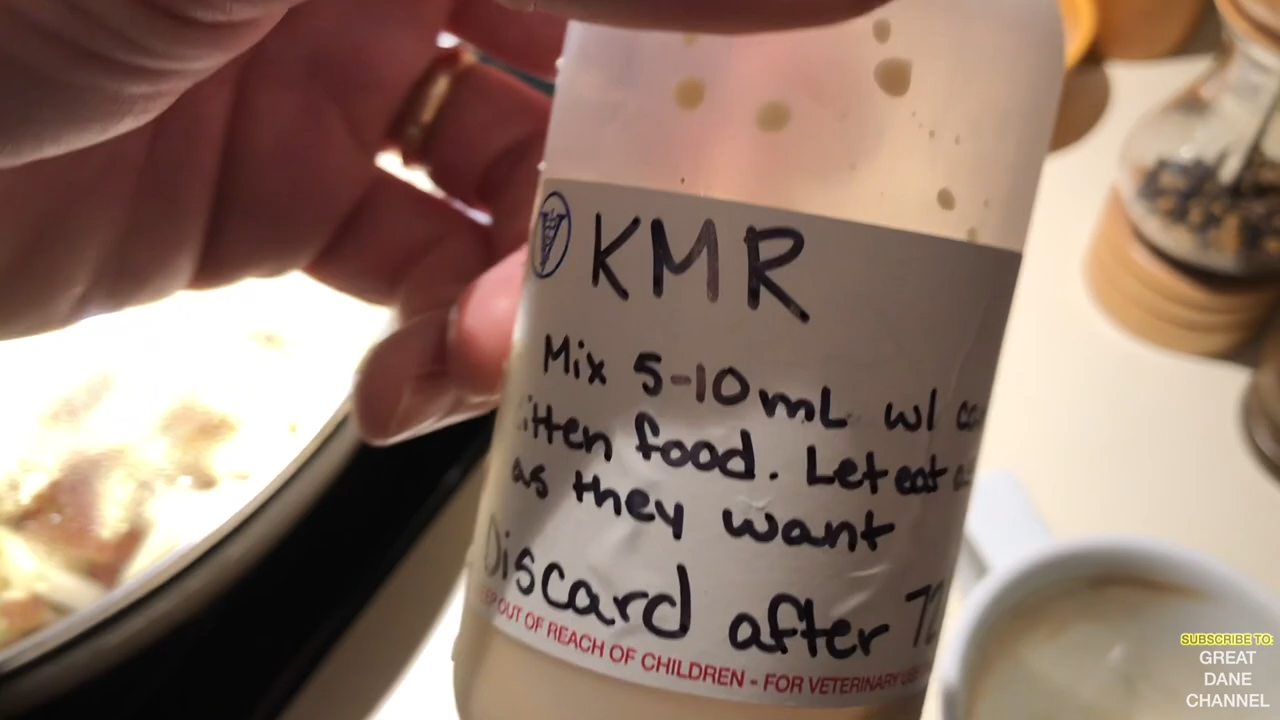 KMR
Mix 5-10mL w/
food. Let eat
as they want
Discard after
OUT OF REACH OF CHILDREN - FOR VETERINARY
SUBSCRIBE TO:
GREAT
DANE
CHANNEL